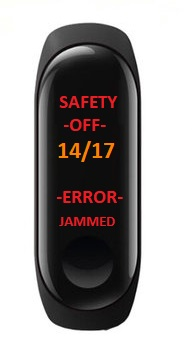 SAFETY
-OFF-
14/17
-ERROR-
JAMMED